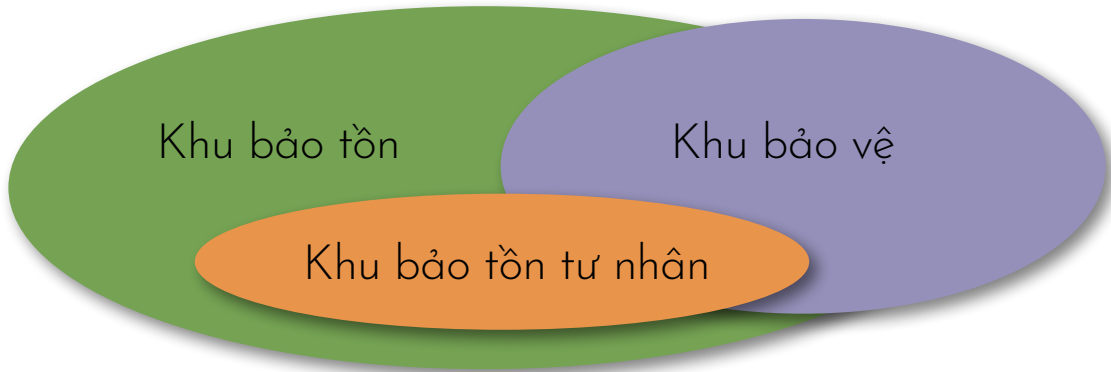 Khu bảo tồn
Khu bảo vệ
Khu bảo tồn tư nhân